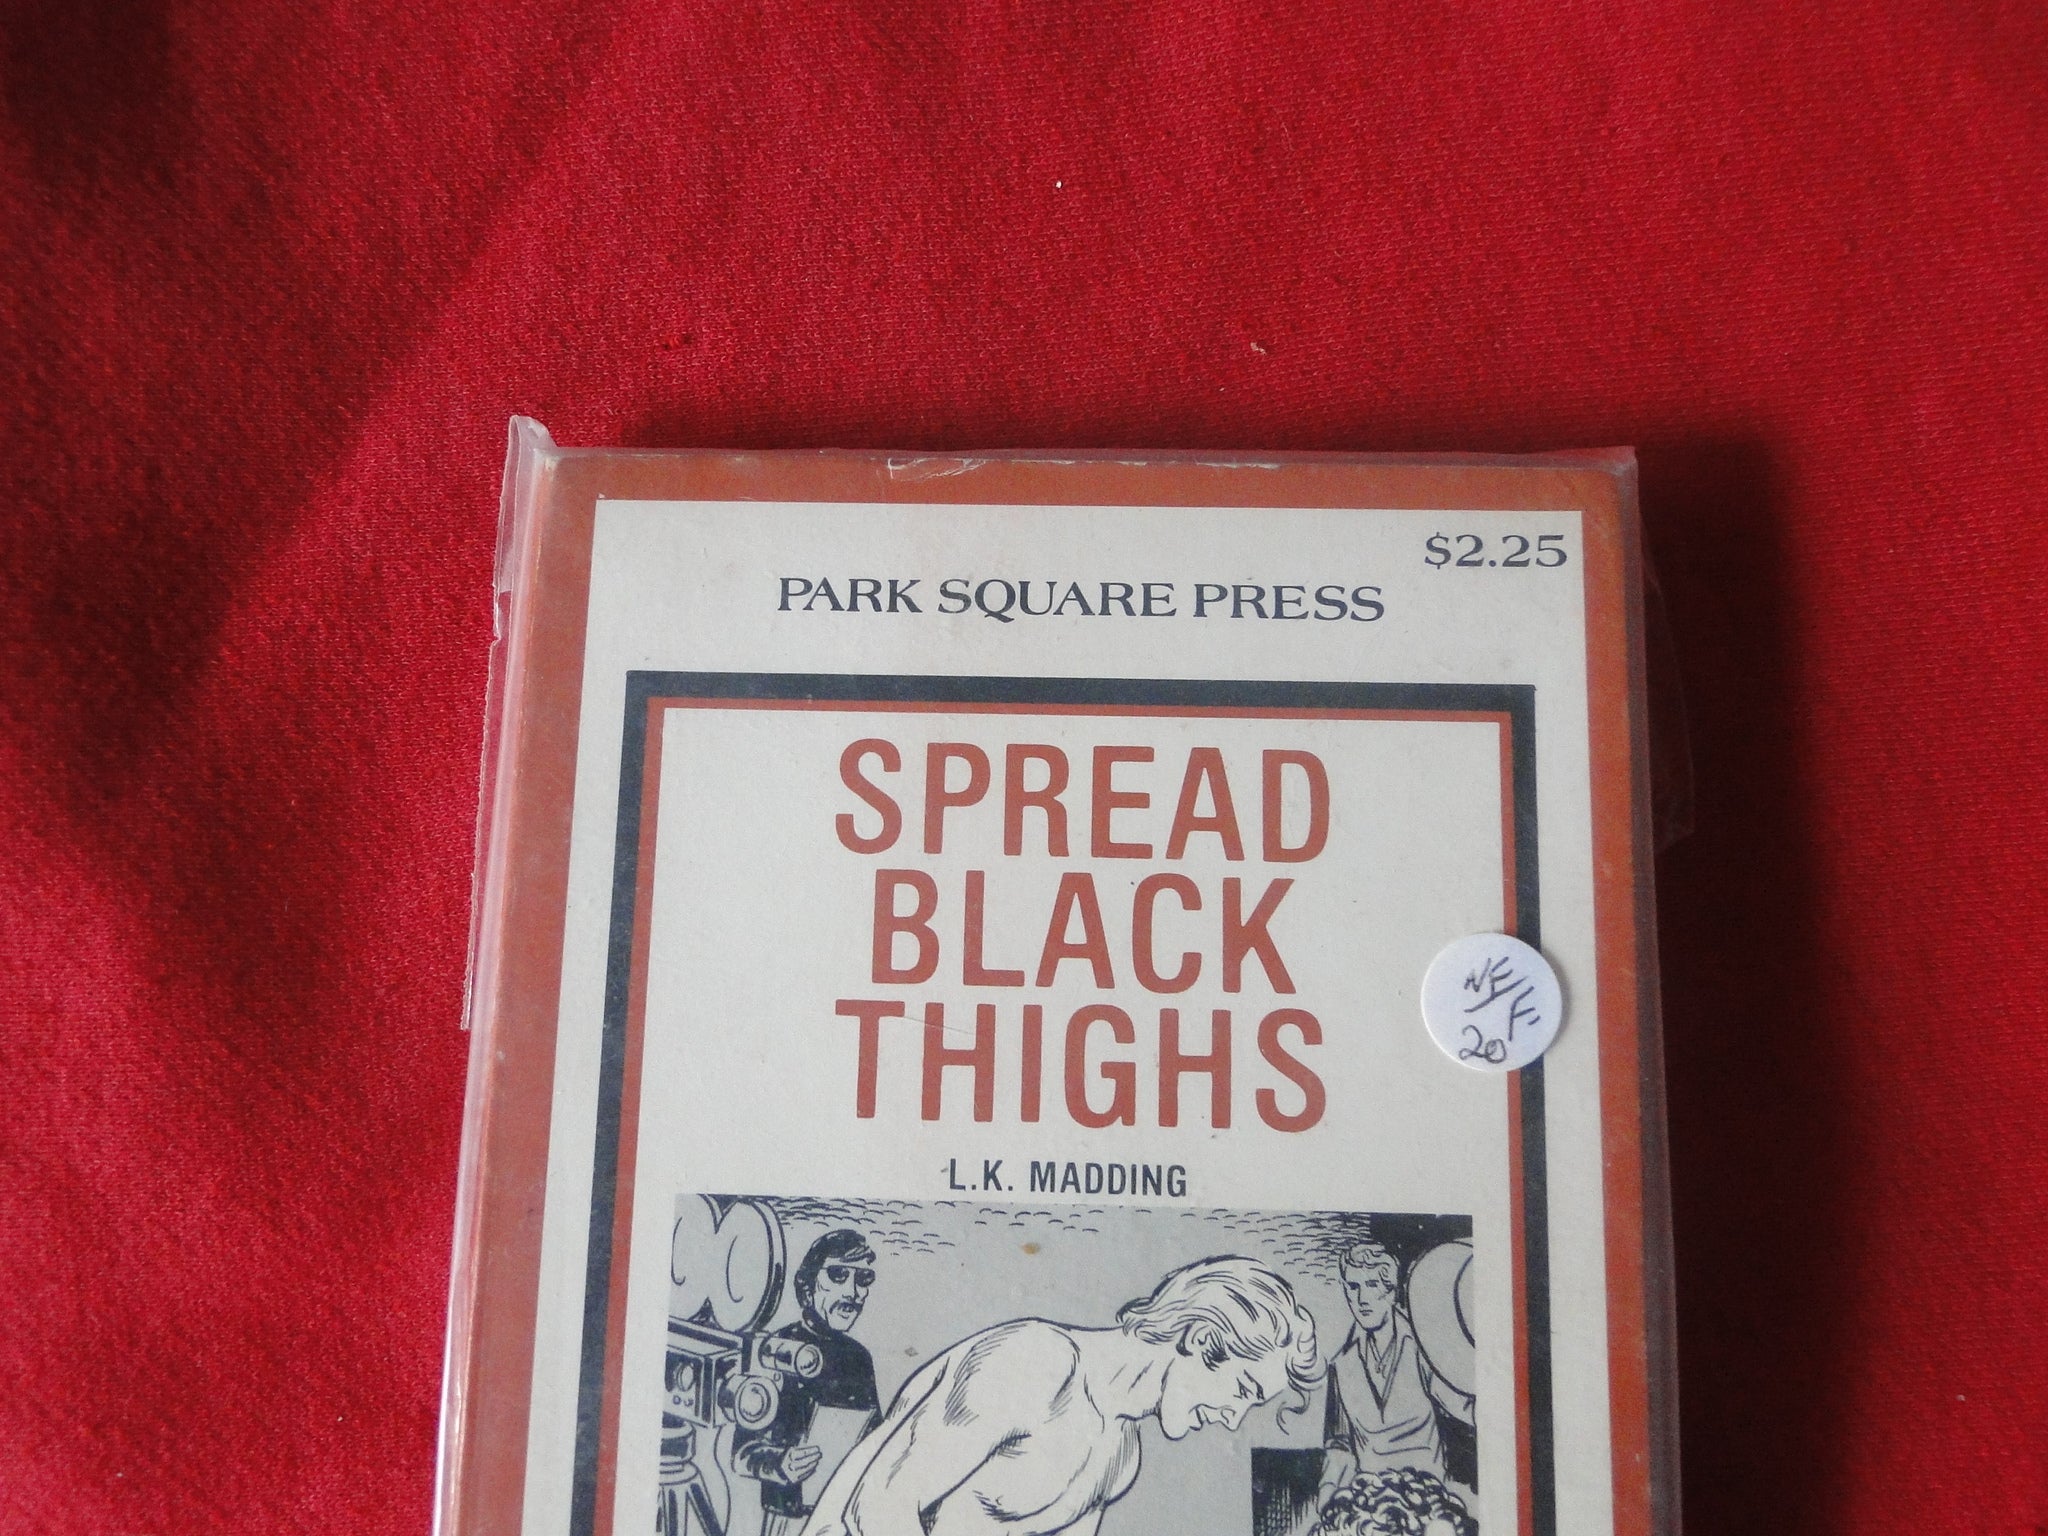 $2.25
PARK SQUARE PRESS
SPREAD
BLACK
THIGHS
L.K. MADDING
20